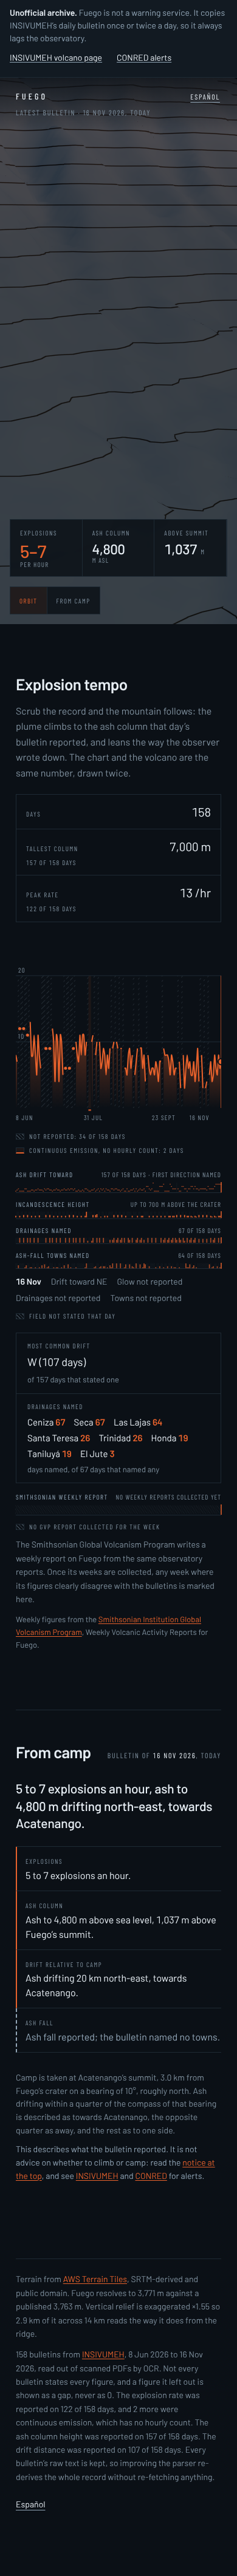 Unofficial archive. Fuego is not a warning service. It copies
INSIVUMEH's daily bulletin once or twice a day, so it always
lags the observatory.
INSIVUMEH volcano page CONRED alerts
FUEGO ESPAÑOL
LATEST BULLETIN · 16 NOV 2026, TODAY
EXPLOSIONS ASH COLUMN ABOVE SUMMIT
5–7 4,800 1,037 M
PER HOUR M ASL
ORBIT FROM CAMP
Explosion tempo
Scrub the record and the mountain follows: the
plume climbs to the ash column that day's
bulletin reported, and leans the way the observer
wrote down. The chart and the volcano are the
same number, drawn twice.
DAYS 158
TALLEST COLUMN 7,000 m
157 OF 158 DAYS
PEAK RATE 13 /hr
122 OF 158 DAYS
20
10
8 JUN 31 JUL 23 SEPT 16 NOV
NOT REPORTED: 34 OF 158 DAYS
CONTINUOUS EMISSION, NO HOURLY COUNT: 2 DAYS
ASH DRIFT TOWARD 157 OF 158 DAYS · FIRST DIRECTION NAMED
INCANDESCENCE HEIGHT UP TO 700 M ABOVE THE CRATER
DRAINAGES NAMED 67 OF 158 DAYS
ASH-FALL TOWNS NAMED 64 OF 158 DAYS
16 Nov Drift toward NE Glow not reported
Drainages not reported Towns not reported
FIELD NOT STATED THAT DAY
MOST COMMON DRIFT
W (107 days)
of 157 days that stated one
DRAINAGES NAMED
Ceniza 67 Seca 67 Las Lajas 64
Santa Teresa 26 Trinidad 26 Honda 19
Taniluyá 19 El Jute 3
days named, of 67 days that named any
SMITHSONIAN WEEKLY REPORT NO WEEKLY REPORTS COLLECTED YET
NO GVP REPORT COLLECTED FOR THE WEEK
The Smithsonian Global Volcanism Program writes a
weekly report on Fuego from the same observatory
reports. Once its weeks are collected, any week where
its figures clearly disagree with the bulletins is marked
here.
Weekly figures from the Smithsonian Institution Global
Volcanism Program, Weekly Volcanic Activity Reports for
Fuego.
From camp BULLETIN OF 16 NOV 2026, TODAY
5 to 7 explosions an hour, ash to
4,800 m drifting north-east, towards
Acatenango.
EXPLOSIONS
5 to 7 explosions an hour.
ASH COLUMN
Ash to 4,800 m above sea level, 1,037 m above
Fuego's summit.
DRIFT RELATIVE TO CAMP
Ash drifting 20 km north-east, towards
Acatenango.
ASH FALL
Ash fall reported; the bulletin named no towns.
Camp is taken at Acatenango's summit, 3.0 km from
Fuego's crater on a bearing of 10°, roughly north. Ash
drifting within a quarter of the compass of that bearing
is described as towards Acatenango, the opposite
quarter as away, and the rest as to one side.
This describes what the bulletin reported. It is not
advice on whether to climb or camp: read the notice at
the top, and see INSIVUMEH and CONRED for alerts.
Terrain from AWS Terrain Tiles, SRTM-derived and
public domain. Fuego resolves to 3,771 m against a
published 3,763 m. Vertical relief is exaggerated ×1.55 so
2.9 km of it across 14 km reads the way it does from the
ridge.
158 bulletins from INSIVUMEH, 8 Jun 2026 to 16 Nov
2026, read out of scanned PDFs by OCR. Not every
bulletin states every figure, and a figure it left out is
shown as a gap, never as 0. The explosion rate was
reported on 122 of 158 days, and 2 more were
continuous emission, which has no hourly count. The
ash column height was reported on 157 of 158 days. The
drift distance was reported on 107 of 158 days. Every
bulletin's raw text is kept, so improving the parser re-
derives the whole record without re-fetching anything.
Español